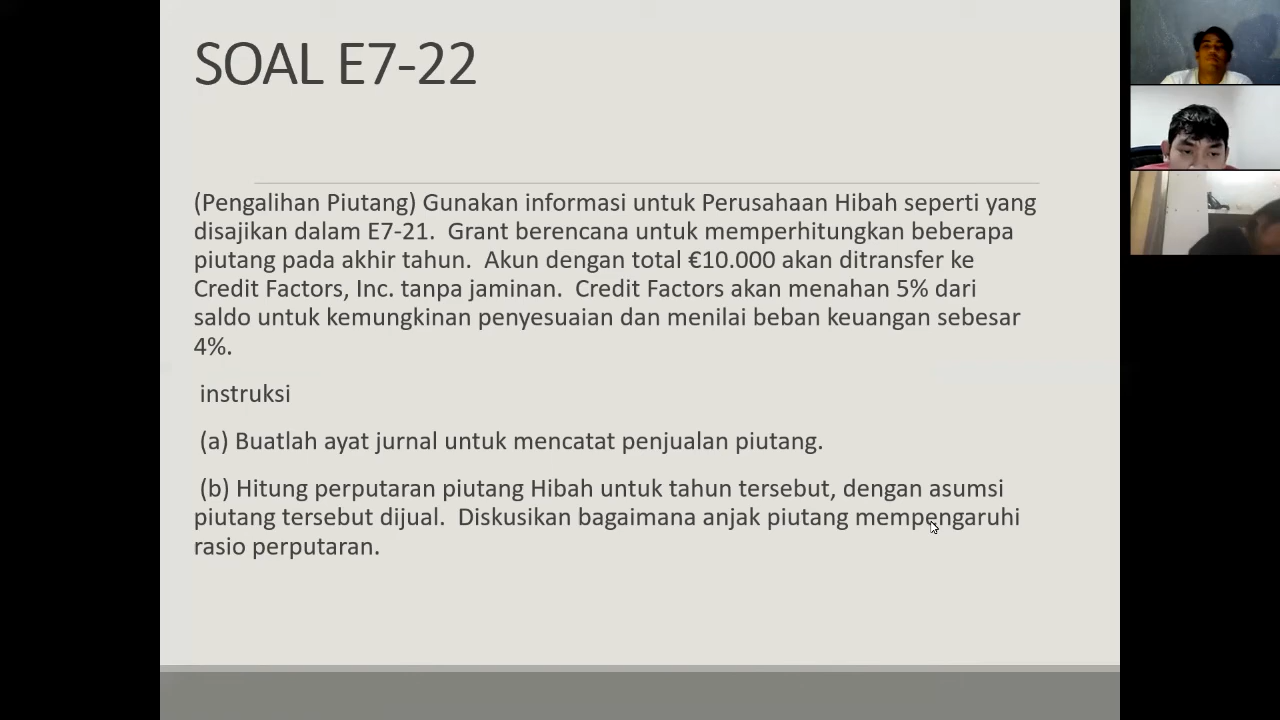 SOAL E7-22
(Pengalihan Piutang) Gunakan informasi untuk Perusahaan Hibah seperti yang
disajikan dalam E7-21.  Grant berencana untuk memperhitungkan beberapa
piutang pada akhir tahun.  Akun dengan total €10.000 akan ditransfer ke
Credit Factors, Inc. tanpa jaminan.  Credit Factors akan menahan 5% dari
saldo untuk kemungkinan penyesuaian dan menilai beban keuangan sebesar
4%.
instruksi
(a) Buatlah ayat jurnal untuk mencatat penjualan piutang.
(b) Hitung perputaran piutang Hibah untuk tahun tersebut, dengan asumsi
piutang tersebut dijual.  Diskusikan bagaimana anjak piutang mempengaruhi
rasio perputaran.